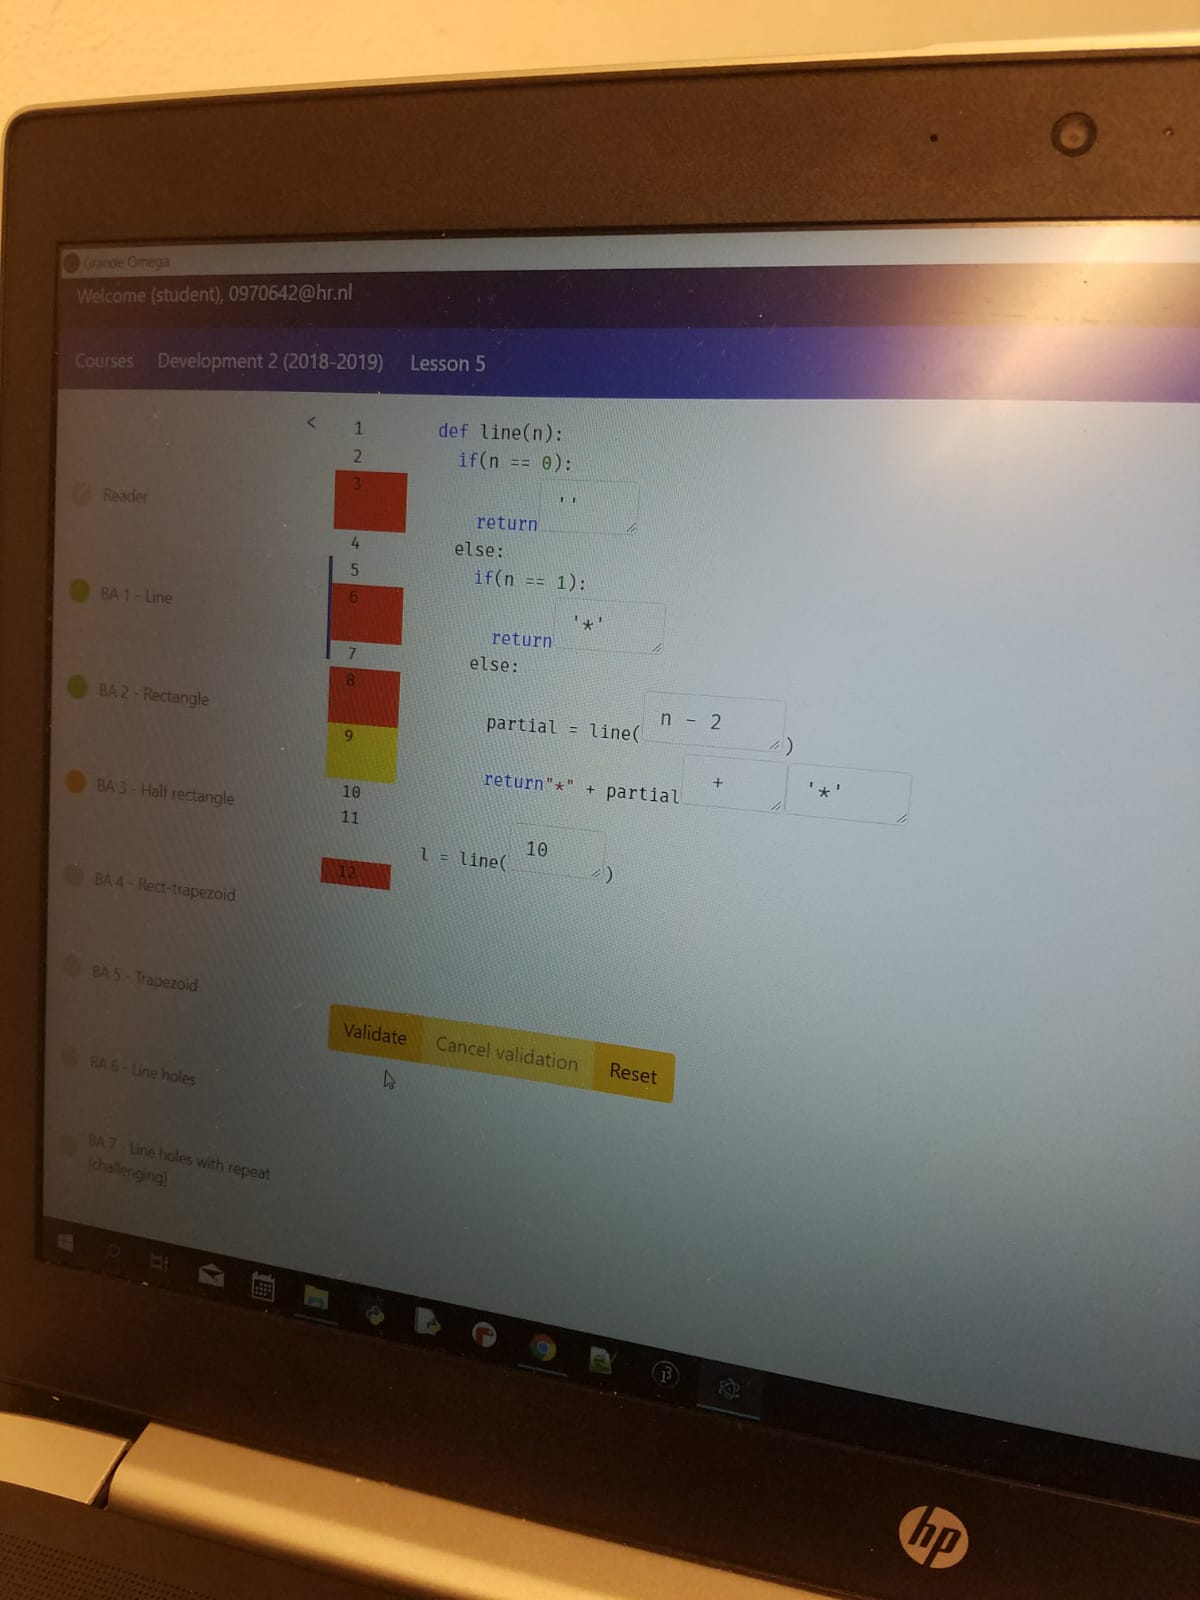 Grande Omega
Welcome (student), 0970642@hr.nl
Courses Development 2 (2018-2019) Lesson 5
Reader
BA 1 - Line
BA 2 - Rectangle
BA 3 - Half rectangle
BA 4 - Rect-trapezoid
BA 5 - Trapezoid
BA 6 - Line holes
BA 7 - Line holes with repeat
[challenging]
<
1 def line(n):
2 if(n == 0):
3 return ''
4 else:
5 if(n == 1):
6 return '*'
7 else:
8 partial = line( n - 2 )
9 return"*" + partial + '*'
10
11 l = line( 10 )
12
Validate Cancel validation Reset
hp